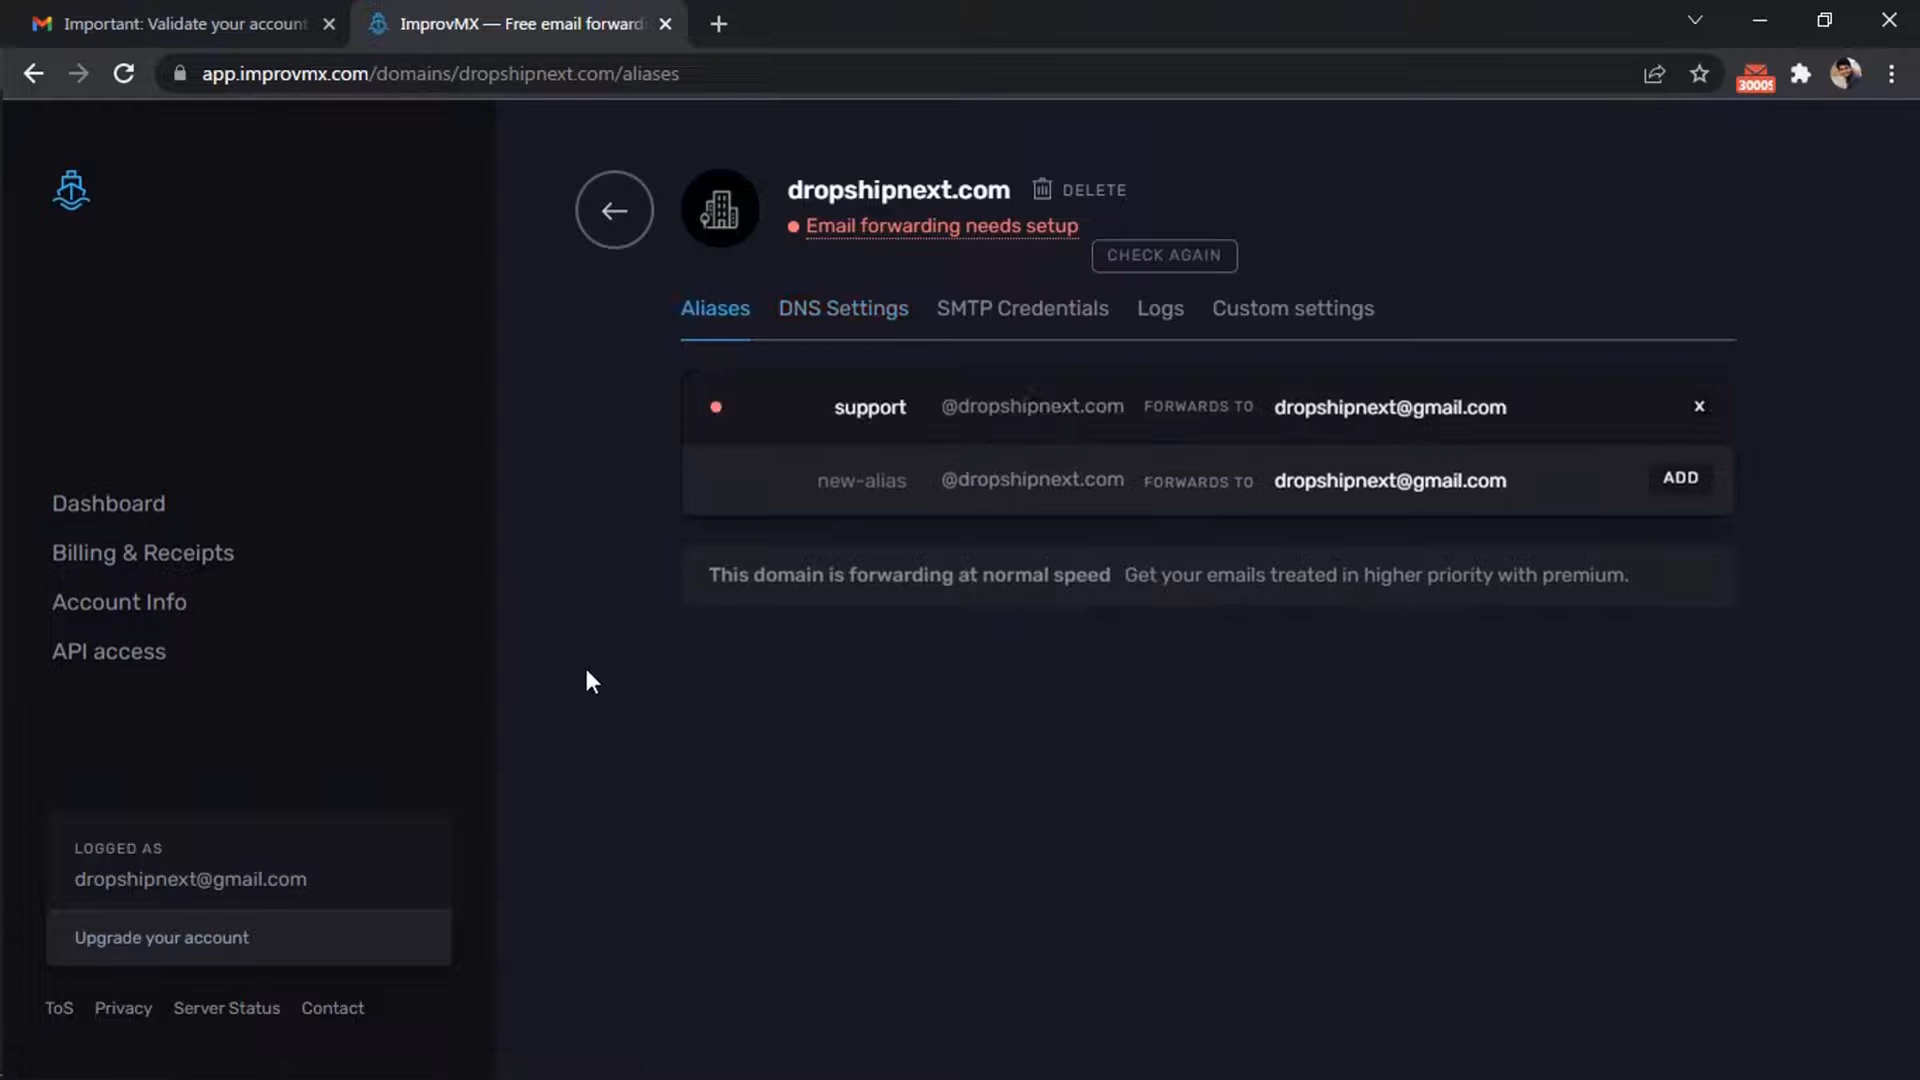 Important: Validate your account
ImprovMX — Free email forwardi
app.improvmx.com/domains/dropshipnext.com/aliases
30005
dropshipnext.com DELETE
Email forwarding needs setup
CHECK AGAIN
Aliases DNS Settings SMTP Credentials Logs Custom settings
support @dropshipnext.com FORWARDS TO dropshipnext@gmail.com x
new-alias @dropshipnext.com FORWARDS TO dropshipnext@gmail.com ADD
This domain is forwarding at normal speed Get your emails treated in higher priority with premium.
Dashboard
Billing & Receipts
Account Info
API access
LOGGED AS
dropshipnext@gmail.com
Upgrade your account
ToS Privacy Server Status Contact